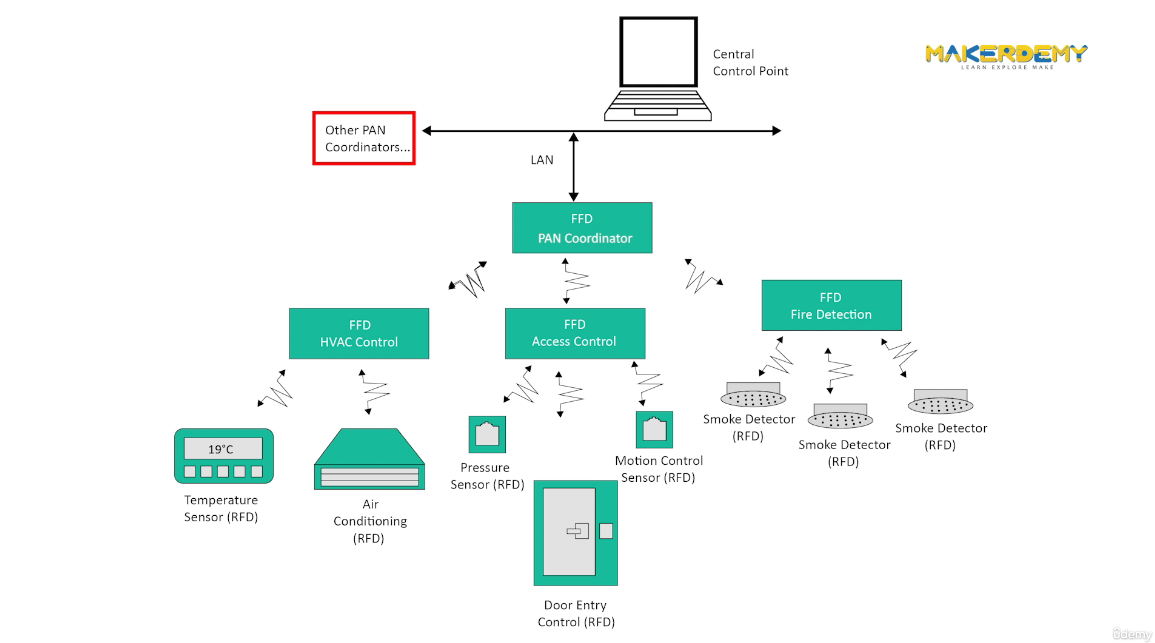 Central
Control Point
MAKERDEMY
LEARN EXPLORE MAKE
Other PAN
Coordinators...
LAN
FFD
PAN Coordinator
FFD
HVAC Control
FFD
Access Control
FFD
Fire Detection
19°C
Temperature
Sensor (RFD)
Air
Conditioning
(RFD)
Pressure
Sensor (RFD)
Motion Control
Sensor (RFD)
Door Entry
Control (RFD)
Smoke Detector
(RFD)
Smoke Detector
(RFD)
Smoke Detector
(RFD)
ûdemy